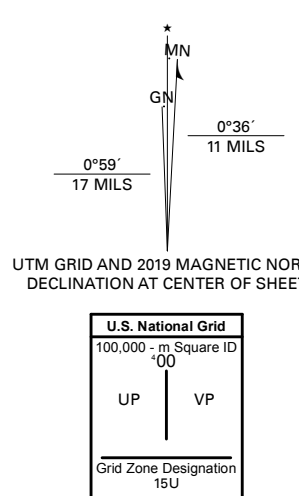 ★
MN
GN
0°36´
11 MILS
0°59´
17 MILS
UTM GRID AND 2019 MAGNETIC NOR
DECLINATION AT CENTER OF SHEET
U.S. National Grid
100,000 - m Square ID
⁴00
UP VP
Grid Zone Designation
15U